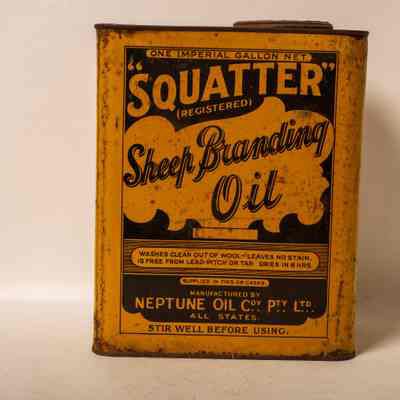 ONE IMPERIAL GALLON NET
"SQUATTER"
(REGISTERED)
Sheep Branding
Oil
WASHES CLEAN OUT OF WOOL-LEAVES NO STAIN,
IS FREE FROM LEAD-PITCH OR TAR DRIES IN 8 HRS
SUPPLIED IN TINS OR CASKS.
MANUFACTURED BY
NEPTUNE OIL COY PTY LTD
ALL STATES.
STIR WELL BEFORE USING.